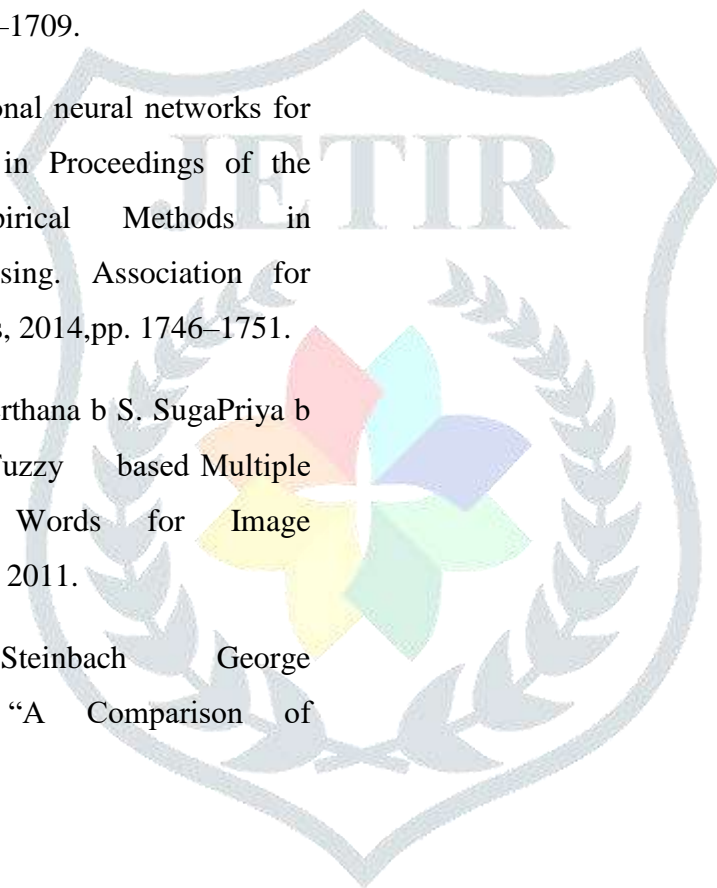 –1709.
JETIR
onal neural networks for
in Proceedings of the
pirical Methods in
sing. Association for
s, 2014,pp. 1746–1751.
erthana b S. SugaPriya b
Fuzzy based Multiple
Words for Image
2011.
Steinbach George
“A Comparison of